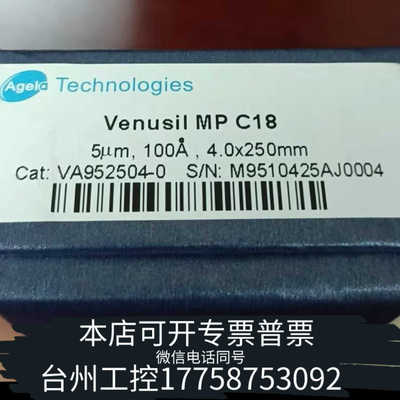 Agela Technologies
Venusil MP C18
5μm, 100Å , 4.0x250mm
Cat: VA952504-0 S/N: M9510425AJ0004
本店可开专票普票
微信电话同号
台州工控17758753092